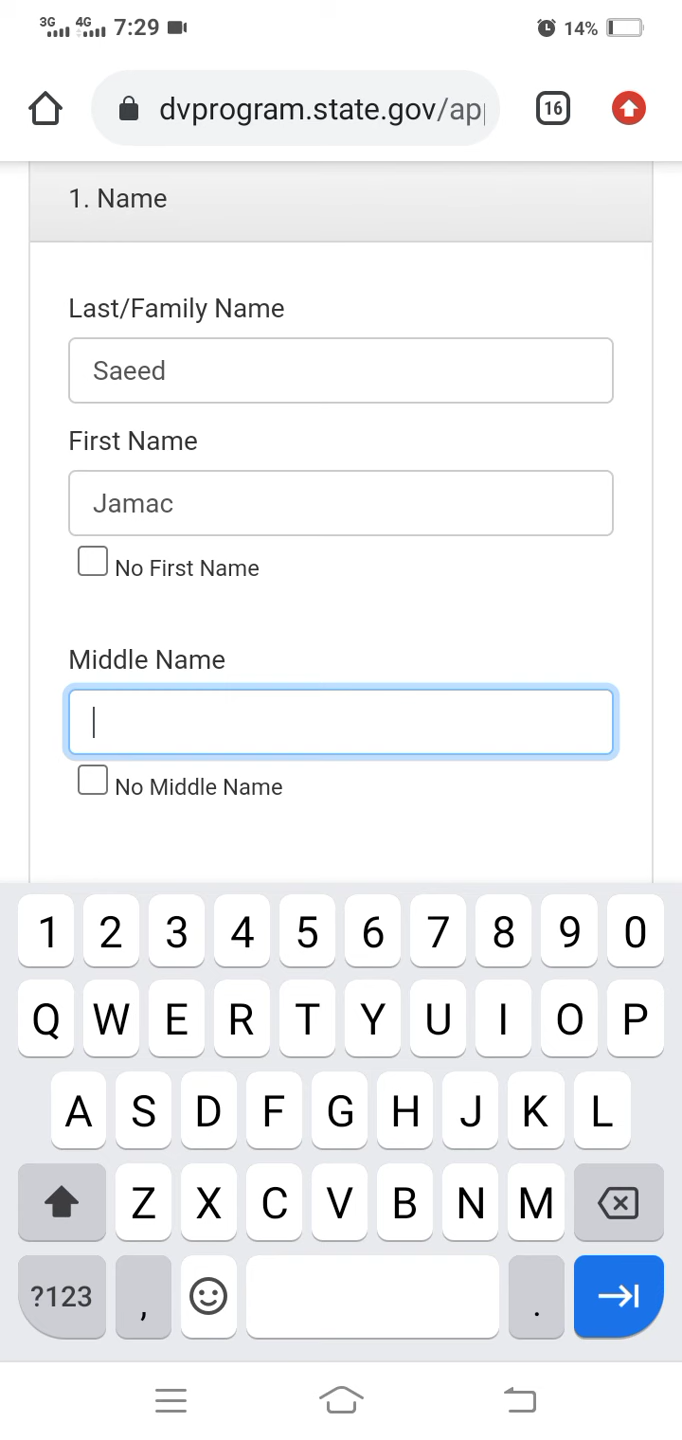 3G 4G 7:29 14%
dvprogram.state.gov/ap
16
1. Name
Last/Family Name
Saeed
First Name
Jamac
No First Name
Middle Name
No Middle Name
1 2 3 4 5 6 7 8 9 0
Q W E R T Y U I O P
A S D F G H J K L
Z X C V B N M
?123 , .